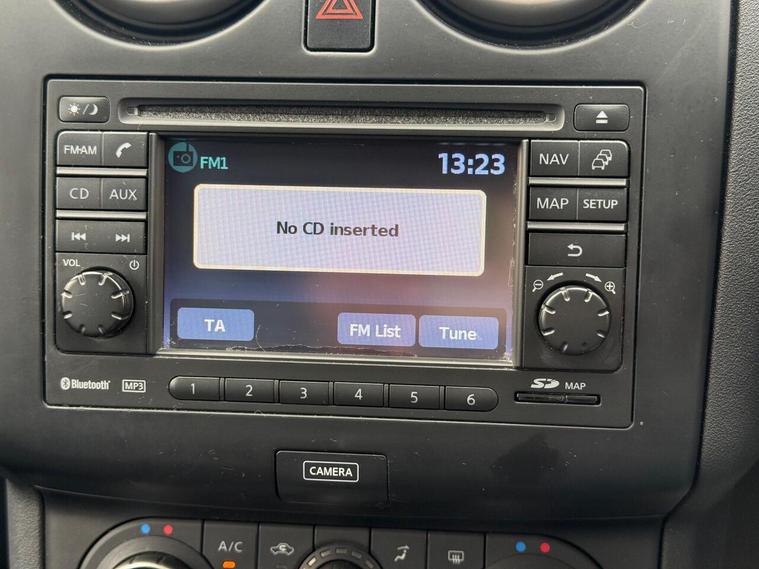 FM1
13:23
No CD inserted
TA
FM List
Tune
FM•AM
CD
AUX
VOL
NAV
MAP
SETUP
Bluetooth
MP3
1
2
3
4
5
6
SD
MAP
CAMERA
A/C